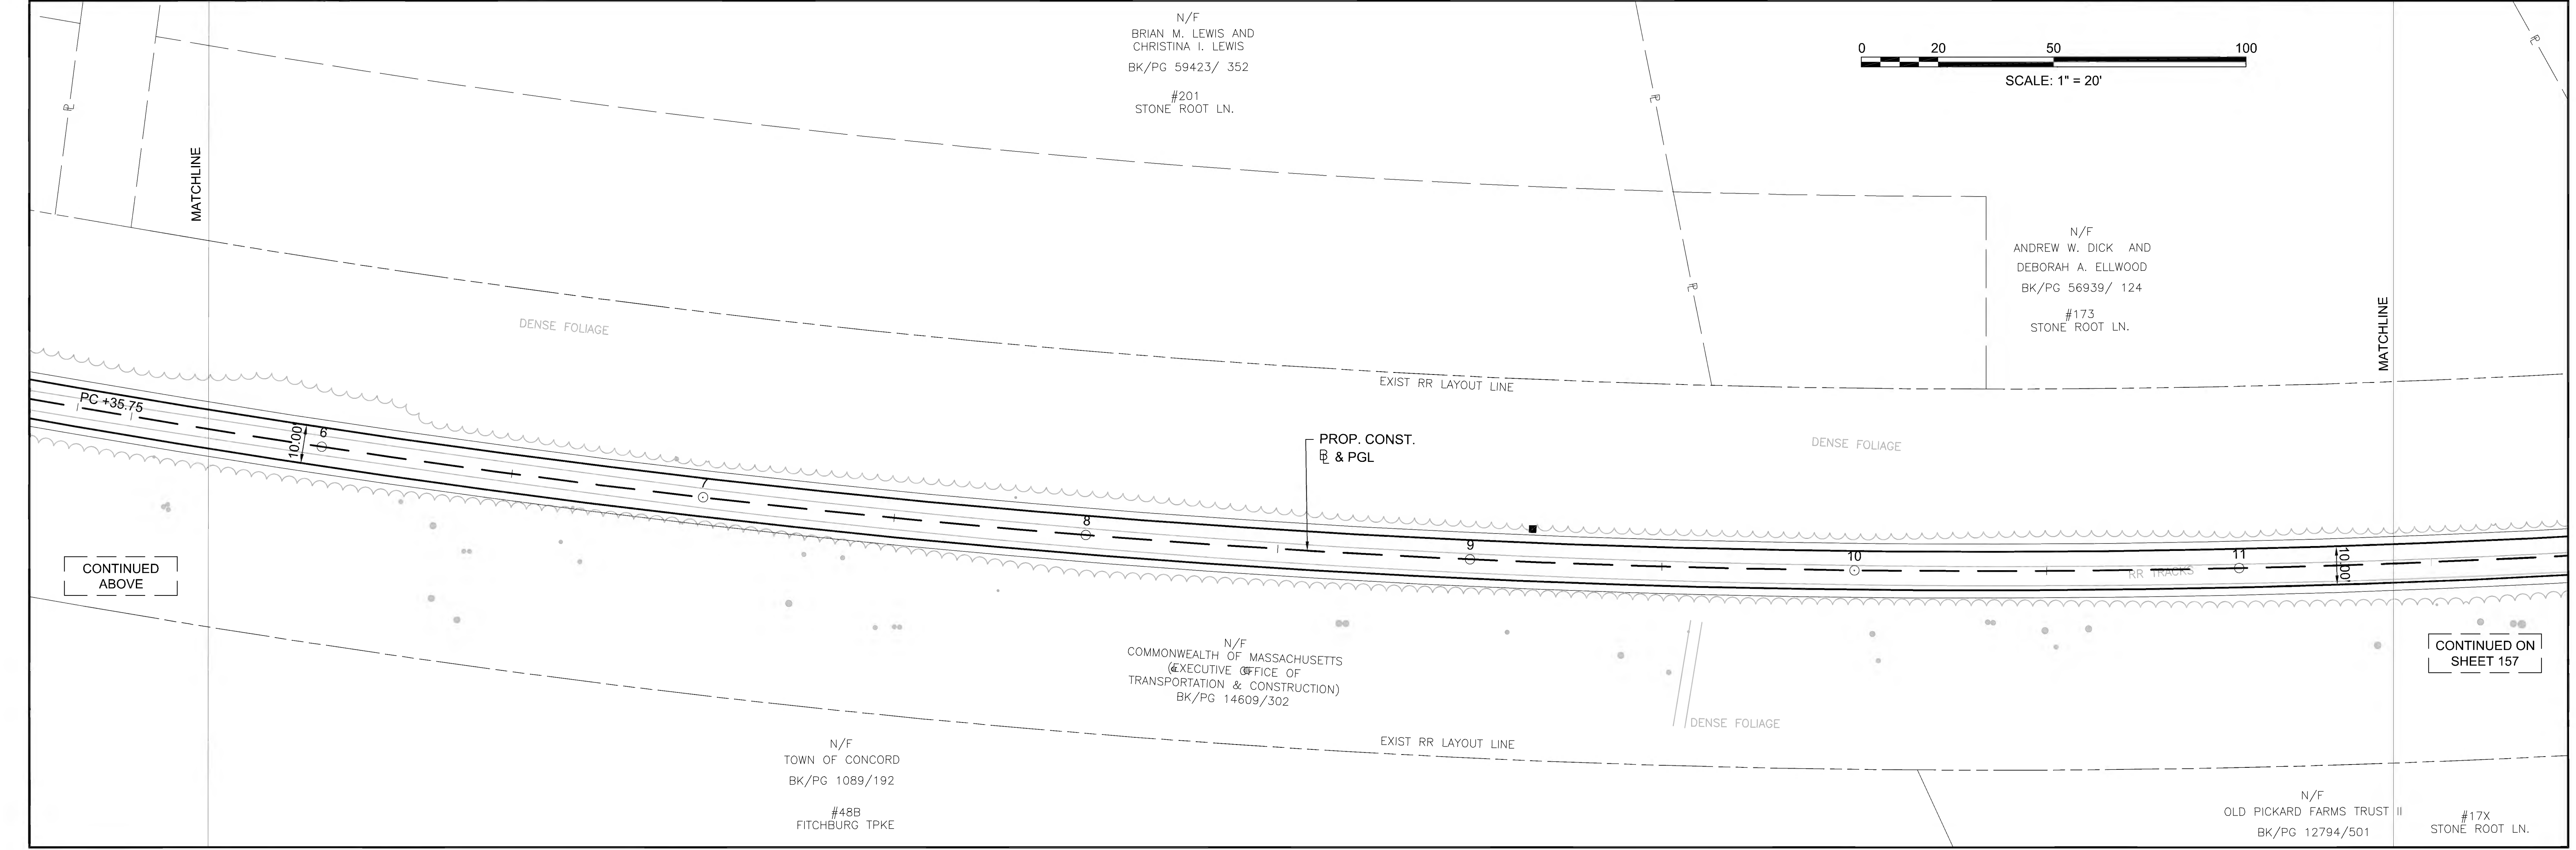 N/F
BRIAN M. LEWIS AND
CHRISTINA I. LEWIS
BK/PG 59423/ 352
#201
STONE ROOT LN.
0 20 50 100
SCALE: 1" = 20'
PL
PL
PL
PL
MATCHLINE
N/F
ANDREW W. DICK AND
DEBORAH A. ELLWOOD
BK/PG 56939/ 124
#173
STONE ROOT LN.
MATCHLINE
DENSE FOLIAGE
EXIST RR LAYOUT LINE
PC +35.75
10.00'
6
7
8
9
10
11
PROP. CONST.
BL & PGL
DENSE FOLIAGE
RR TRACKS
10.00'
CONTINUED
ABOVE
N/F
COMMONWEALTH OF MASSACHUSETTS
(EXECUTIVE OFFICE OF
TRANSPORTATION & CONSTRUCTION)
BK/PG 14609/302
CONTINUED ON
SHEET 157
DENSE FOLIAGE
EXIST RR LAYOUT LINE
N/F
TOWN OF CONCORD
BK/PG 1089/192
#48B
FITCHBURG TPKE
N/F
OLD PICKARD FARMS TRUST II
BK/PG 12794/501
#17X
STONE ROOT LN.